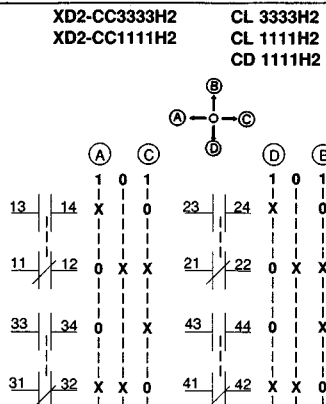 XD2-CC3333H2 CL 3333H2
XD2-CC1111H2 CL 1111H2
CD 1111H2
B
A C
D
A C D B
1 0 1 1 0 1
13 14 X 0 23 24 X 0
11 12 0 X X 21 22 0 X X
33 34 0 X 43 44 0 X
31 32 X X 0 41 42 X X 0